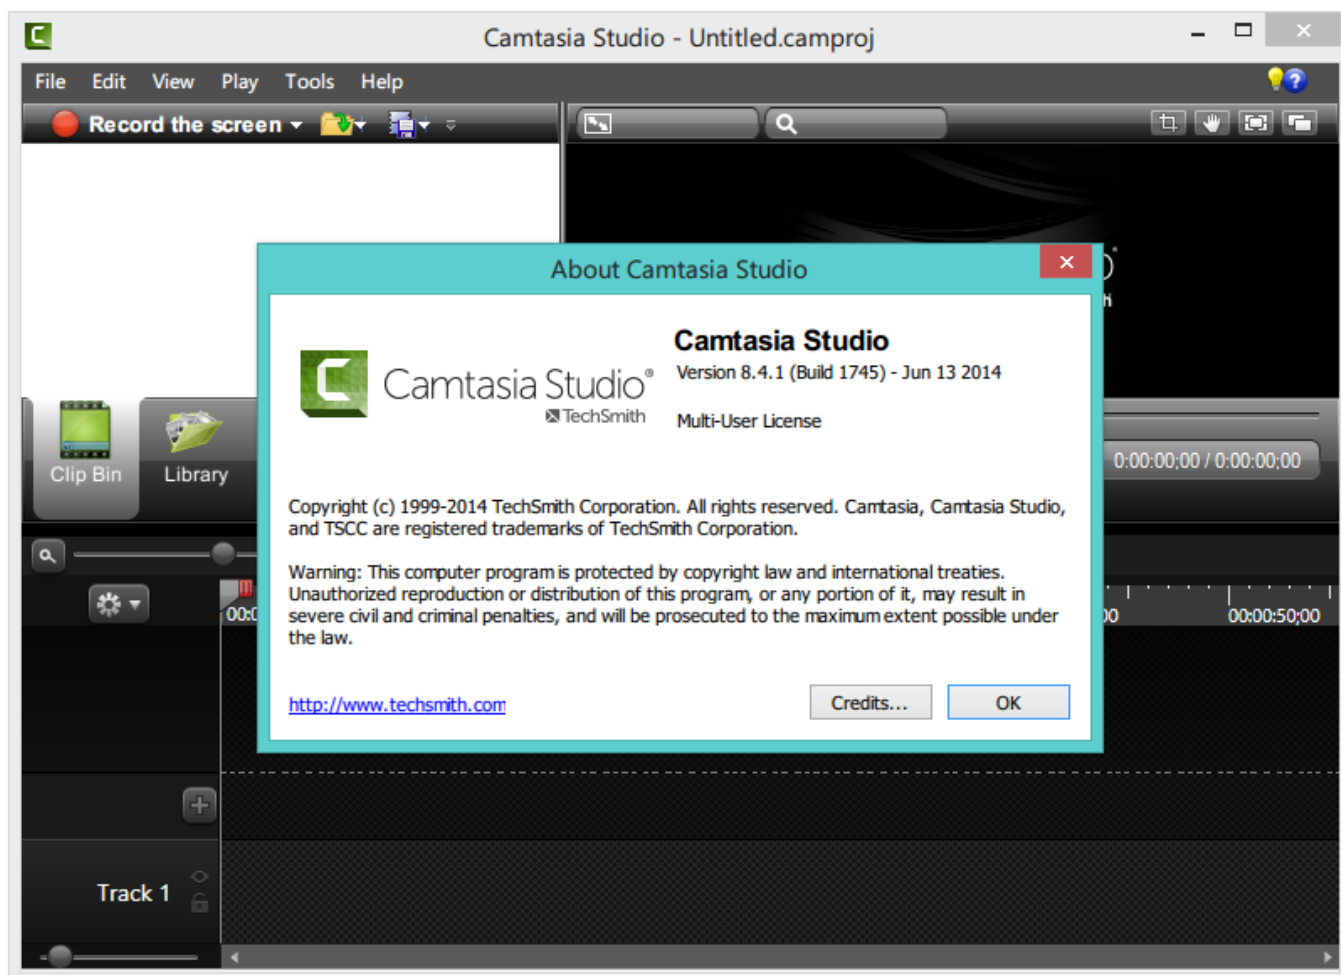 Camtasia Studio - Untitled.camproj
File Edit View Play Tools Help
Record the screen
About Camtasia Studio
Camtasia Studio
Version 8.4.1 (Build 1745) - Jun 13 2014
Camtasia Studio®
TechSmith
Multi-User License
Clip Bin
Library
0:00:00;00 / 0:00:00;00
Copyright (c) 1999-2014 TechSmith Corporation. All rights reserved. Camtasia, Camtasia Studio,
and TSCC are registered trademarks of TechSmith Corporation.
Warning: This computer program is protected by copyright law and international treaties.
Unauthorized reproduction or distribution of this program, or any portion of it, may result in
severe civil and criminal penalties, and will be prosecuted to the maximum extent possible under
the law.
00:00:50;00
http://www.techsmith.com
Credits...
OK
Track 1